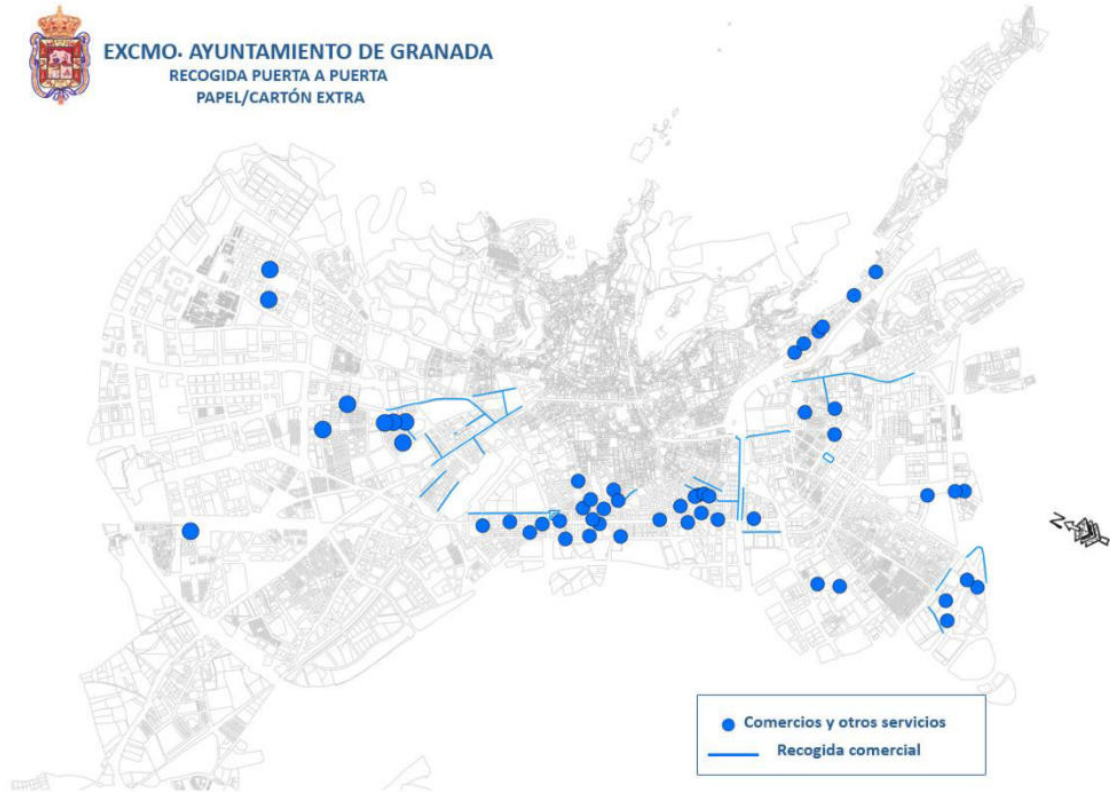 EXCMO. AYUNTAMIENTO DE GRANADA
RECOGIDA PUERTA A PUERTA
PAPEL/CARTÓN EXTRA
N
Comercios y otros servicios
Recogida comercial